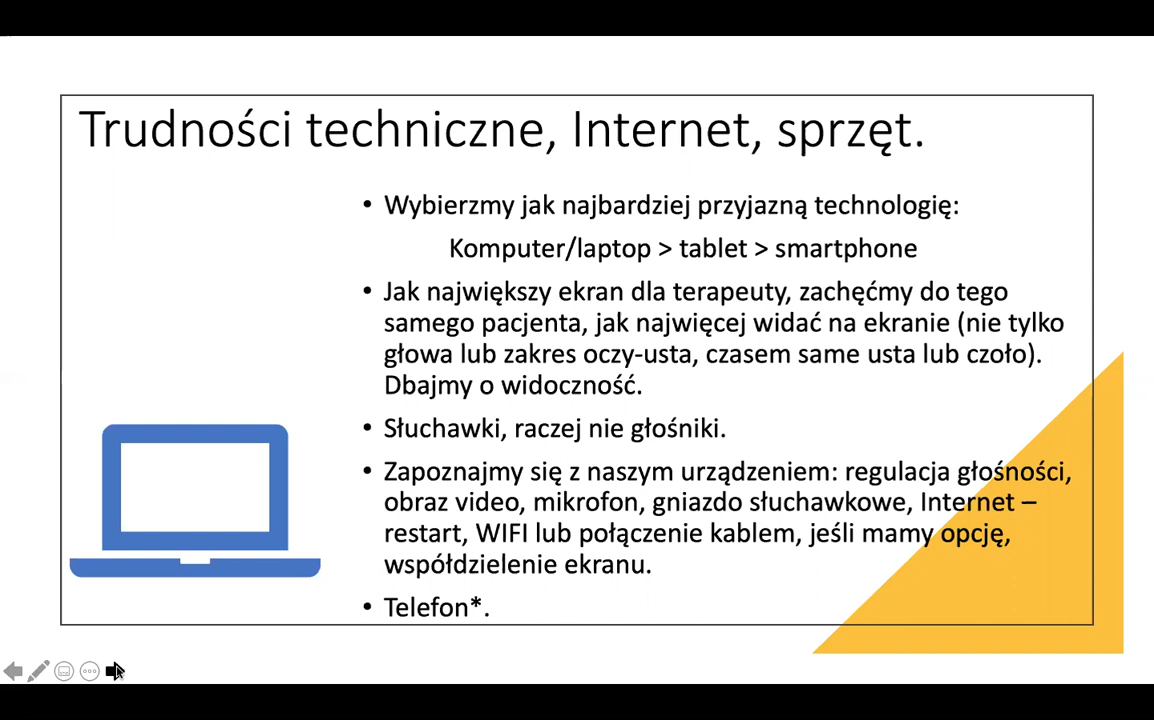 Trudności techniczne, Internet, sprzęt.
• Wybierzmy jak najbardziej przyjazną technologię:
Komputer/laptop > tablet > smartphone
• Jak największy ekran dla terapeuty, zachęćmy do tego
samego pacjenta, jak najwięcej widać na ekranie (nie tylko
głowa lub zakres oczy-usta, czasem same usta lub czoło).
Dbajmy o widoczność.
• Słuchawki, raczej nie głośniki.
• Zapoznajmy się z naszym urządzeniem: regulacja głośności,
obraz video, mikrofon, gniazdo słuchawkowe, Internet –
restart, WIFI lub połączenie kablem, jeśli mamy opcję,
współdzielenie ekranu.
• Telefon*.